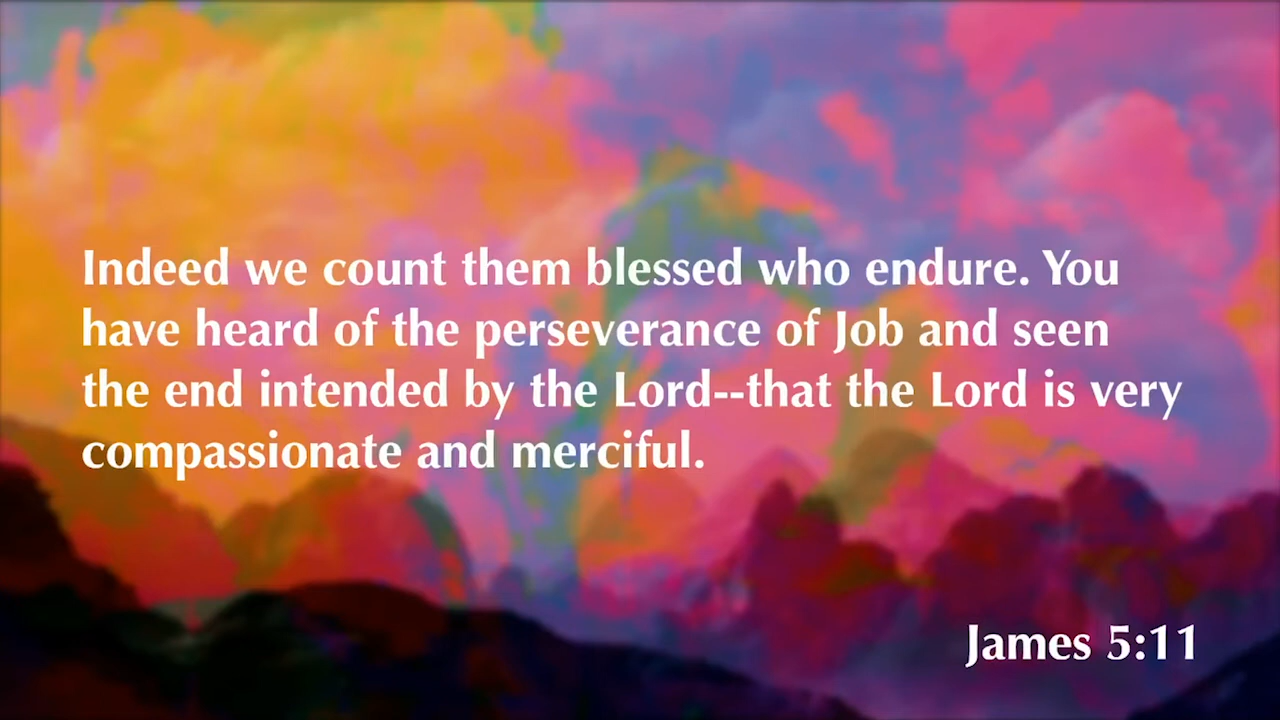 Indeed we count them blessed who endure. You
have heard of the perseverance of Job and seen
the end intended by the Lord--that the Lord is very
compassionate and merciful.
James 5:11